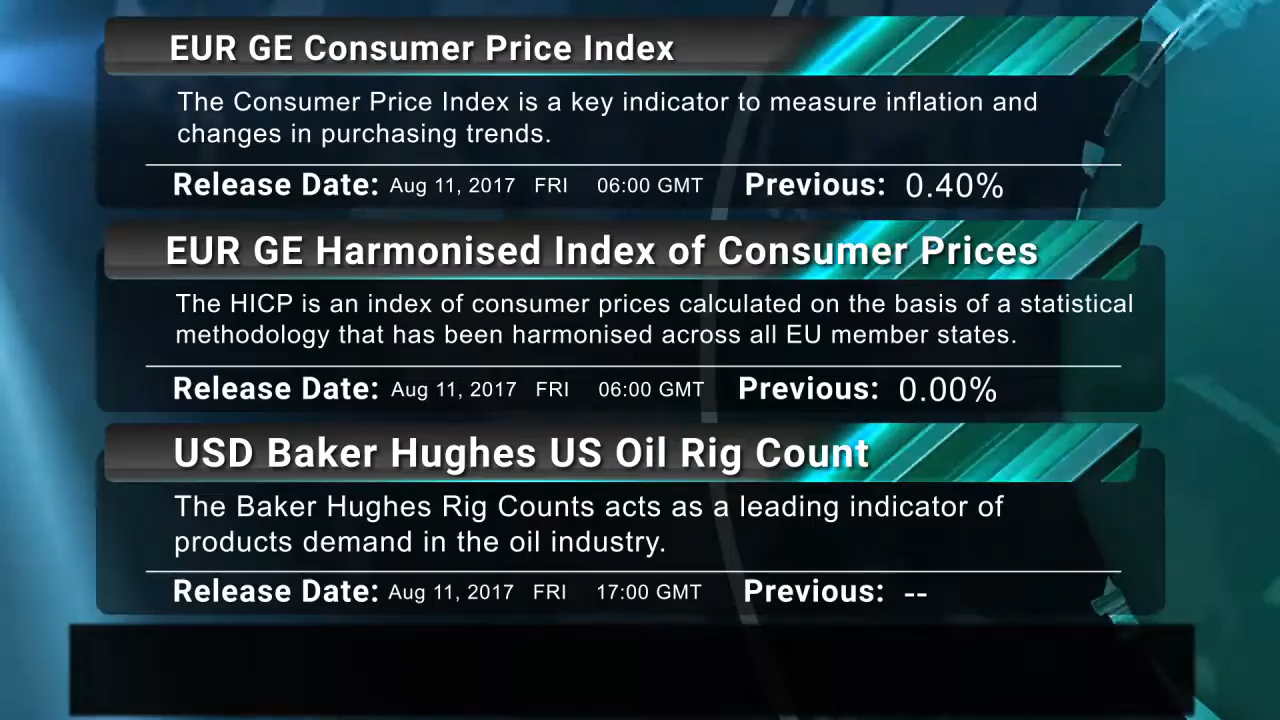 EUR GE Consumer Price Index
The Consumer Price Index is a key indicator to measure inflation and
changes in purchasing trends.
Release Date: Aug 11, 2017 FRI 06:00 GMT Previous: 0.40%
EUR GE Harmonised Index of Consumer Prices
The HICP is an index of consumer prices calculated on the basis of a statistical
methodology that has been harmonised across all EU member states.
Release Date: Aug 11, 2017 FRI 06:00 GMT Previous: 0.00%
USD Baker Hughes US Oil Rig Count
The Baker Hughes Rig Counts acts as a leading indicator of
products demand in the oil industry.
Release Date: Aug 11, 2017 FRI 17:00 GMT Previous: --